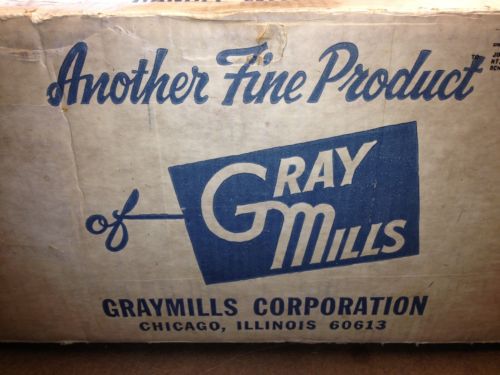 Another Fine Product
of
GRAY
MILLS
GRAYMILLS CORPORATION
CHICAGO, ILLINOIS 60613